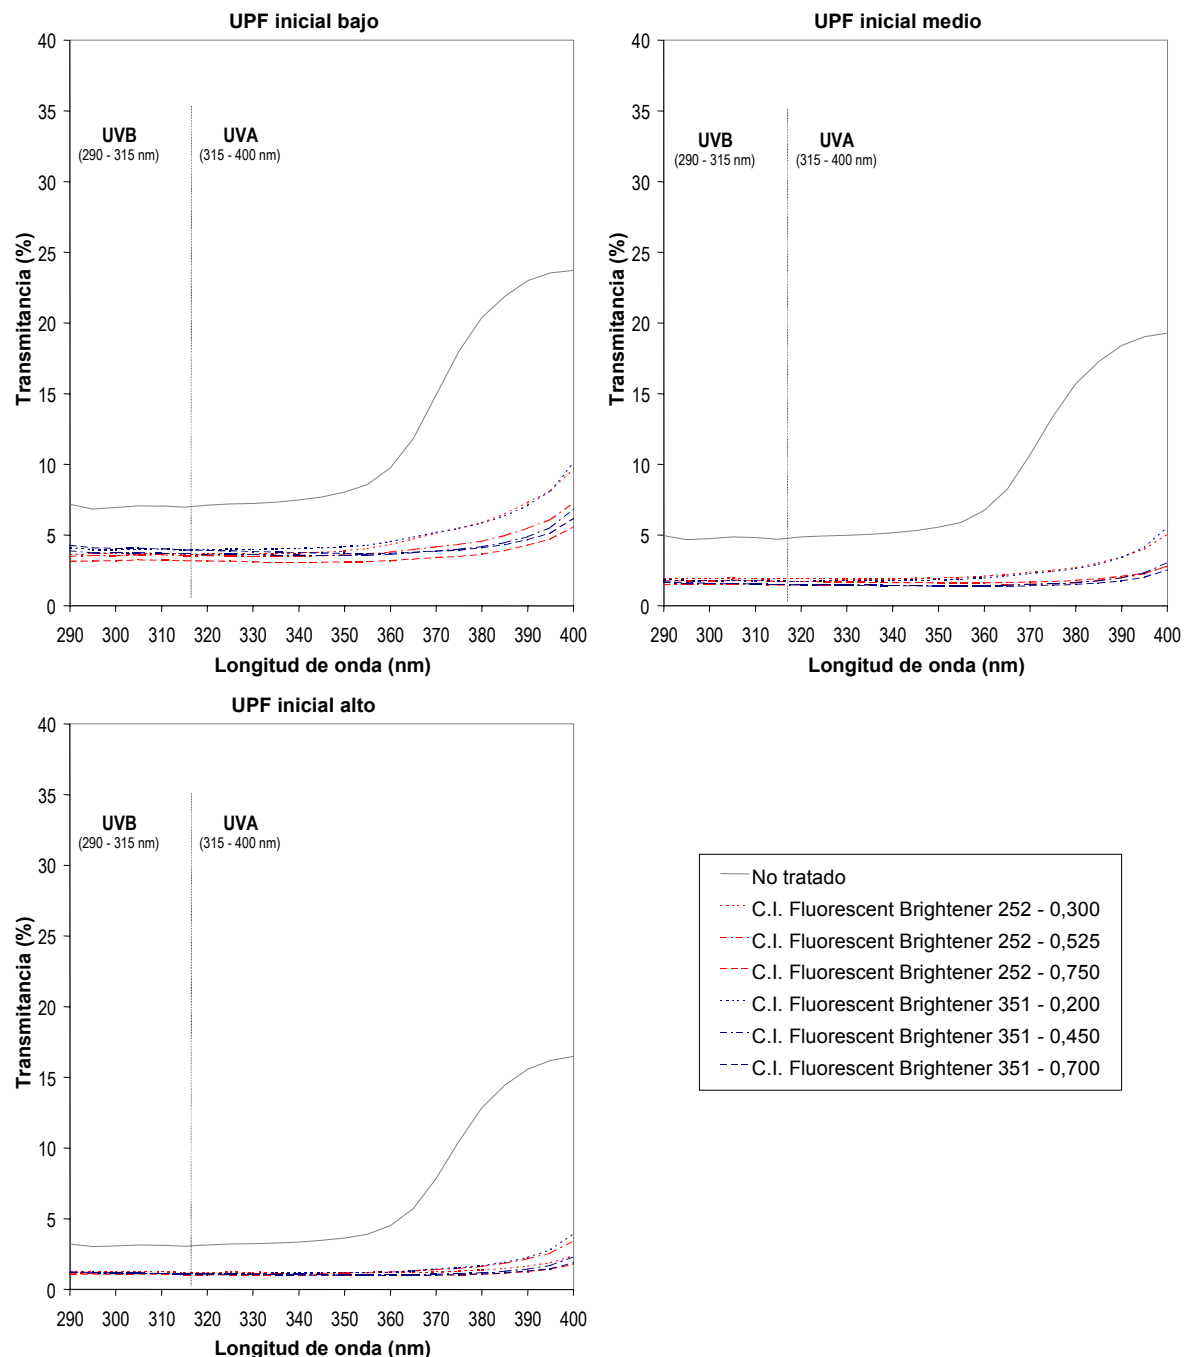 UPF inicial bajo
40
35
30
25
20
15
10
5
0
Transmitancia (%)
UVB
(290 - 315 nm)
UVA
(315 - 400 nm)
290 300 310 320 330 340 350 360 370 380 390 400
Longitud de onda (nm)
UPF inicial medio
40
35
30
25
20
15
10
5
0
Transmitancia (%)
UVB
(290 - 315 nm)
UVA
(315 - 400 nm)
290 300 310 320 330 340 350 360 370 380 390 400
Longitud de onda (nm)
UPF inicial alto
40
35
30
25
20
15
10
5
0
Transmitancia (%)
UVB
(290 - 315 nm)
UVA
(315 - 400 nm)
290 300 310 320 330 340 350 360 370 380 390 400
Longitud de onda (nm)
No tratado
C.I. Fluorescent Brightener 252 - 0,300
C.I. Fluorescent Brightener 252 - 0,525
C.I. Fluorescent Brightener 252 - 0,750
C.I. Fluorescent Brightener 351 - 0,200
C.I. Fluorescent Brightener 351 - 0,450
C.I. Fluorescent Brightener 351 - 0,700